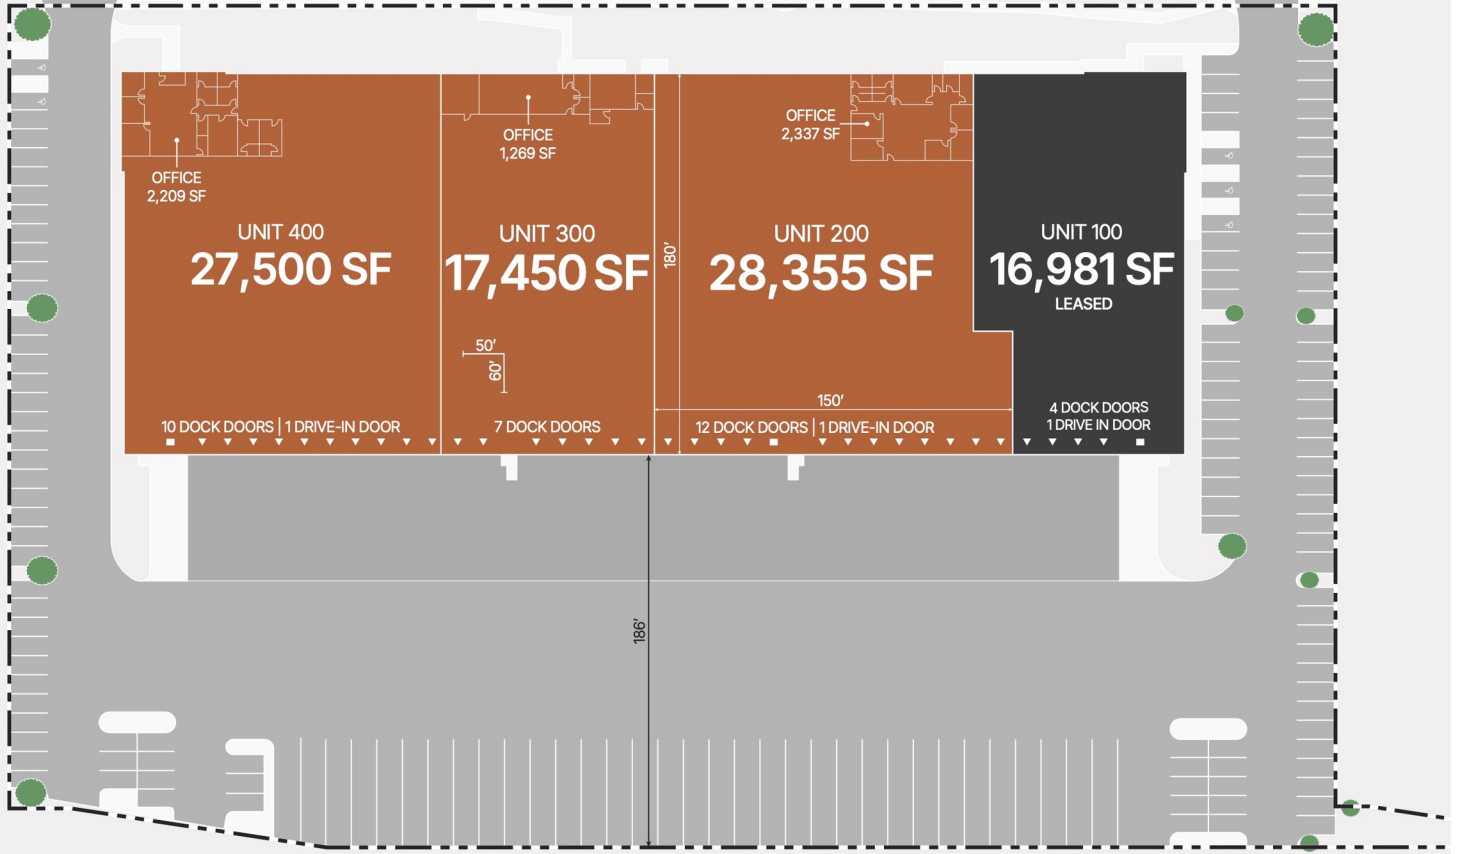 OFFICE
2,209 SF
UNIT 400
27,500 SF
10 DOCK DOORS | 1 DRIVE-IN DOOR
OFFICE
1,269 SF
UNIT 300
17,450 SF
50'
60'
7 DOCK DOORS
180'
OFFICE
2,337 SF
UNIT 200
28,355 SF
150'
12 DOCK DOORS | 1 DRIVE-IN DOOR
UNIT 100
16,981 SF
LEASED
4 DOCK DOORS
1 DRIVE IN DOOR
186'